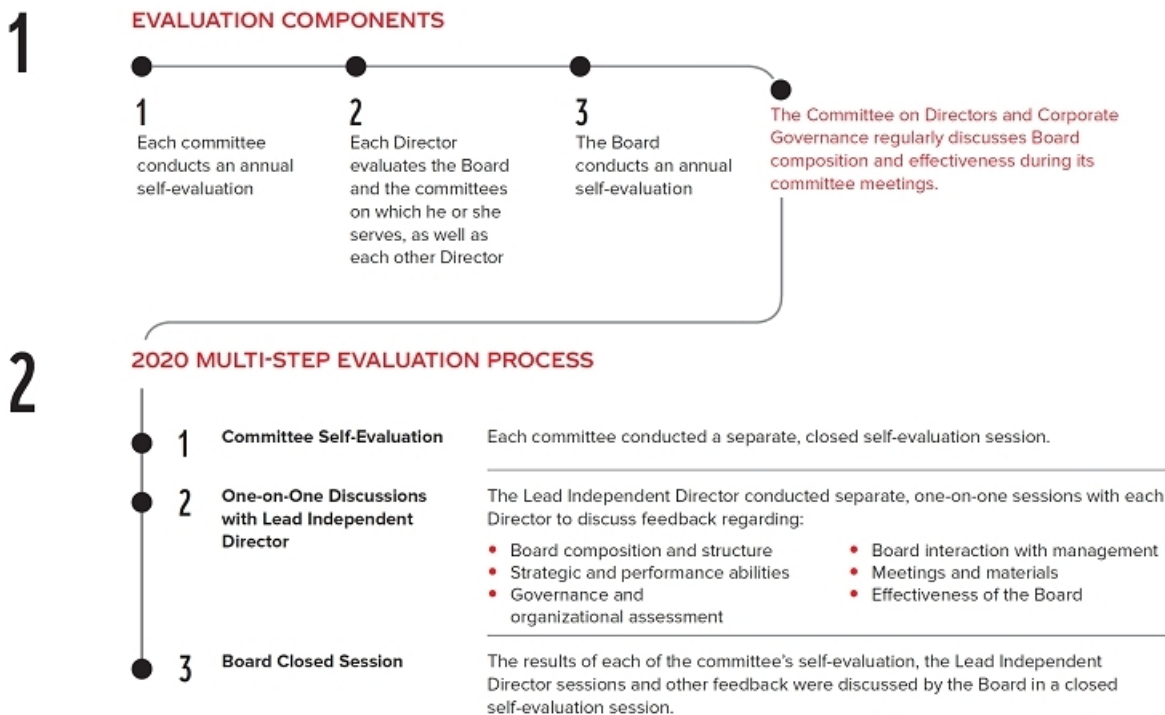 1
EVALUATION COMPONENTS
1
Each committee
conducts an annual
self-evaluation
2
Each Director
evaluates the Board
and the committees
on which he or she
serves, as well as
each other Director
3
The Board
conducts an annual
self-evaluation
The Committee on Directors and Corporate
Governance regularly discusses Board
composition and effectiveness during its
committee meetings.
2
2020 MULTI-STEP EVALUATION PROCESS
1
Committee Self-Evaluation
Each committee conducted a separate, closed self-evaluation session.
2
One-on-One Discussions
with Lead Independent
Director
The Lead Independent Director conducted separate, one-on-one sessions with each
Director to discuss feedback regarding:
• Board composition and structure
• Strategic and performance abilities
• Governance and
organizational assessment
• Board interaction with management
• Meetings and materials
• Effectiveness of the Board
3
Board Closed Session
The results of each of the committee's self-evaluation, the Lead Independent
Director sessions and other feedback were discussed by the Board in a closed
self-evaluation session.